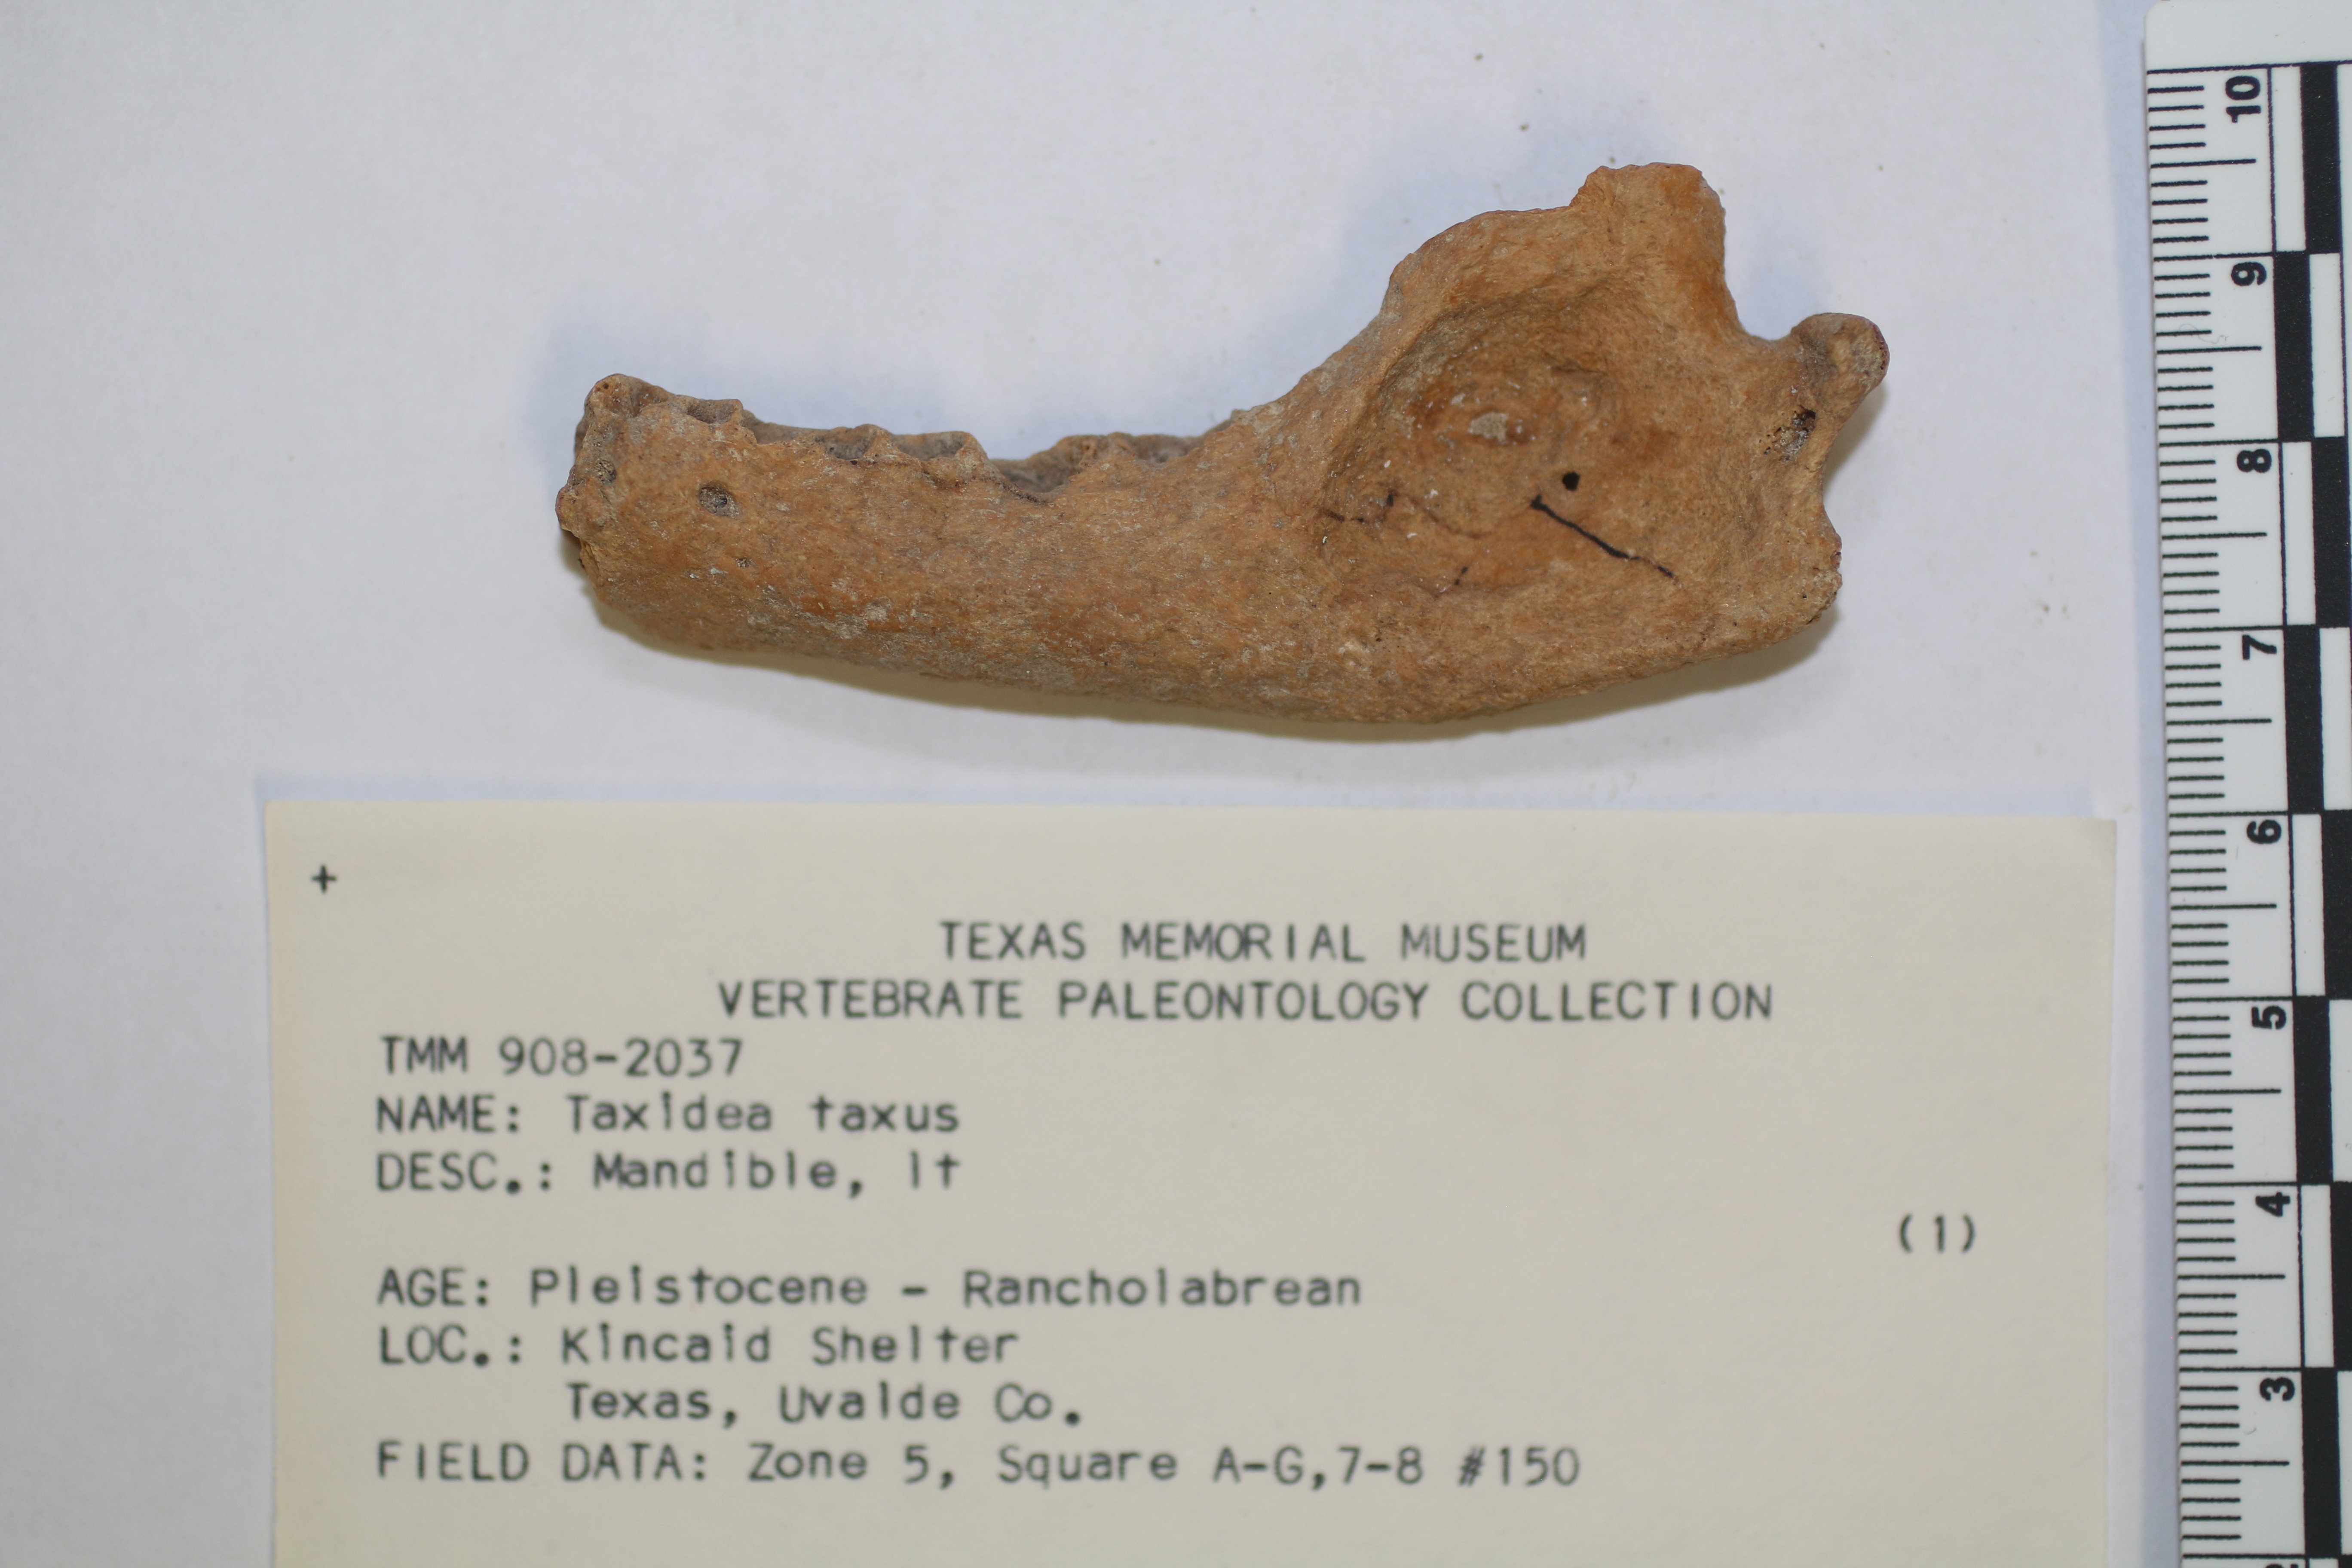 +
TEXAS MEMORIAL MUSEUM
VERTEBRATE PALEONTOLOGY COLLECTION
TMM 908-2037
NAME: Taxidea taxus
DESC.: Mandible, lt
(1)
AGE: Pleistocene - Rancholabrean
LOC.: Kincaid Shelter
Texas, Uvalde Co.
FIELD DATA: Zone 5, Square A-G,7-8 #150
10
9
8
7
6
5
4
3